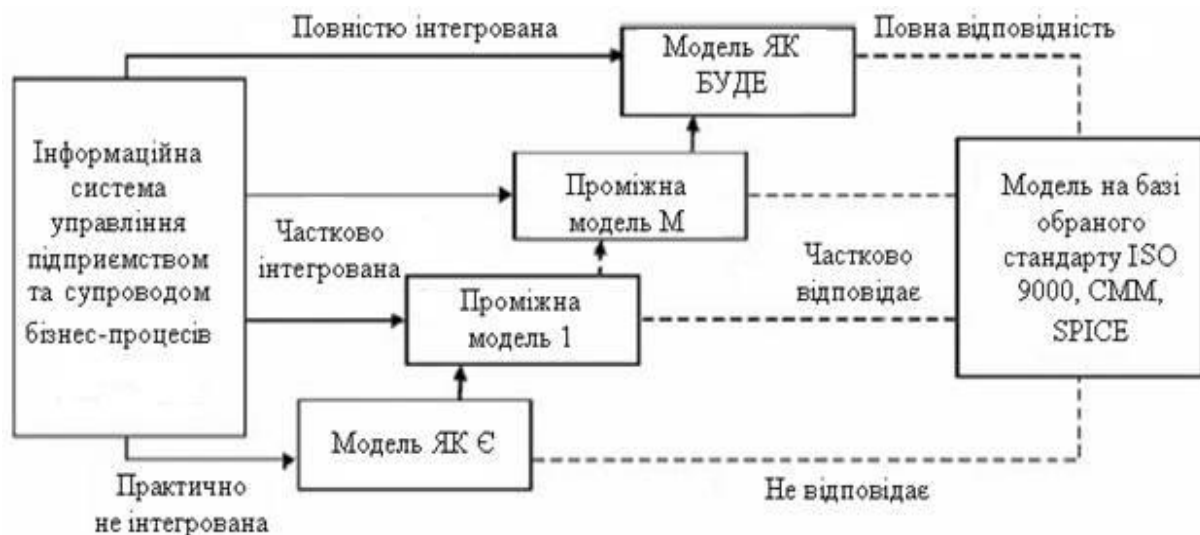 Повністю інтегрована
Модель ЯК
БУДЕ
Повна відповідність
Інформаційна
система
управління
підприємством
та супроводом
бізнес-процесів
Проміжна
модель М
Модель на базі
обраного
стандарту ISO
9000, СММ,
SPICE
Частково
інтегрована
Частково
відповідає
Проміжна
модель 1
Модель ЯК Є
Практично
не інтегрована
Не відповідає